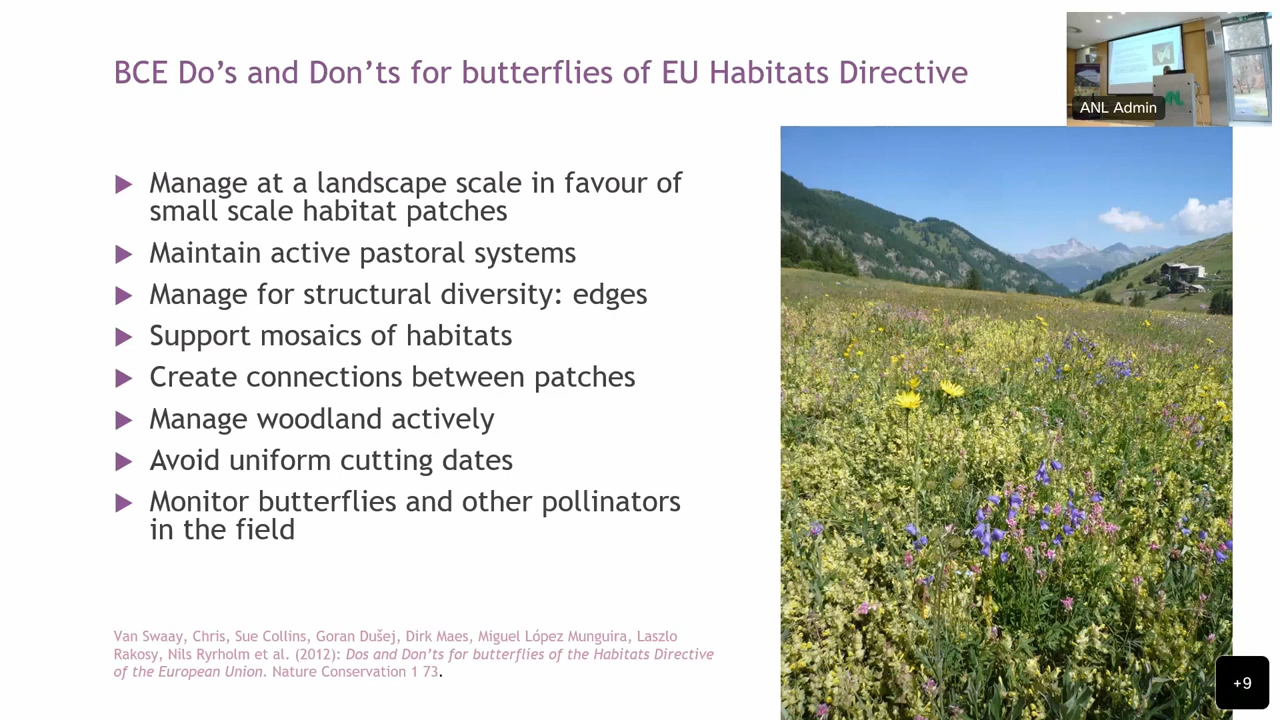 BCE Do’s and Don’ts for butterflies of EU Habitats Directive
ANL Admin
Manage at a landscape scale in favour of
small scale habitat patches
Maintain active pastoral systems
Manage for structural diversity: edges
Support mosaics of habitats
Create connections between patches
Manage woodland actively
Avoid uniform cutting dates
Monitor butterflies and other pollinators
in the field
Van Swaay, Chris, Sue Collins, Goran Dušej, Dirk Maes, Miguel López Munguira, Laszlo
Rakosy, Nils Ryrholm et al. (2012): Dos and Don’ts for butterflies of the Habitats Directive
of the European Union. Nature Conservation 1 73.
+9